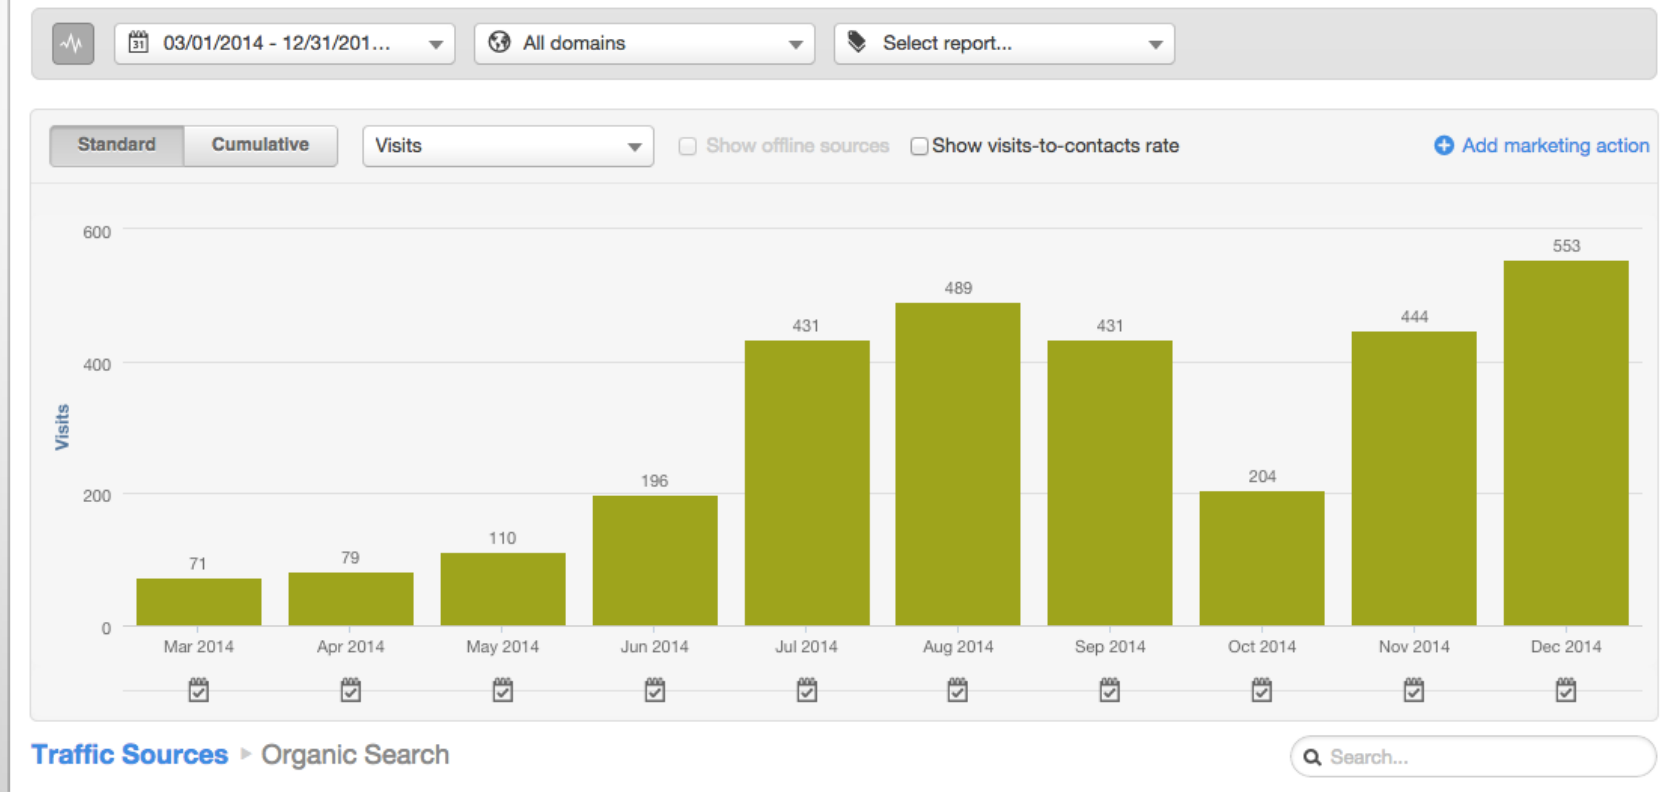 31 03/01/2014 - 12/31/201... All domains Select report...
Standard Cumulative Visits Show offline sources Show visits-to-contacts rate Add marketing action
600
400
200
0
Visits
71 79 110 196 431 489 431 204 444 553
Mar 2014 Apr 2014 May 2014 Jun 2014 Jul 2014 Aug 2014 Sep 2014 Oct 2014 Nov 2014 Dec 2014
Traffic Sources Organic Search Search...